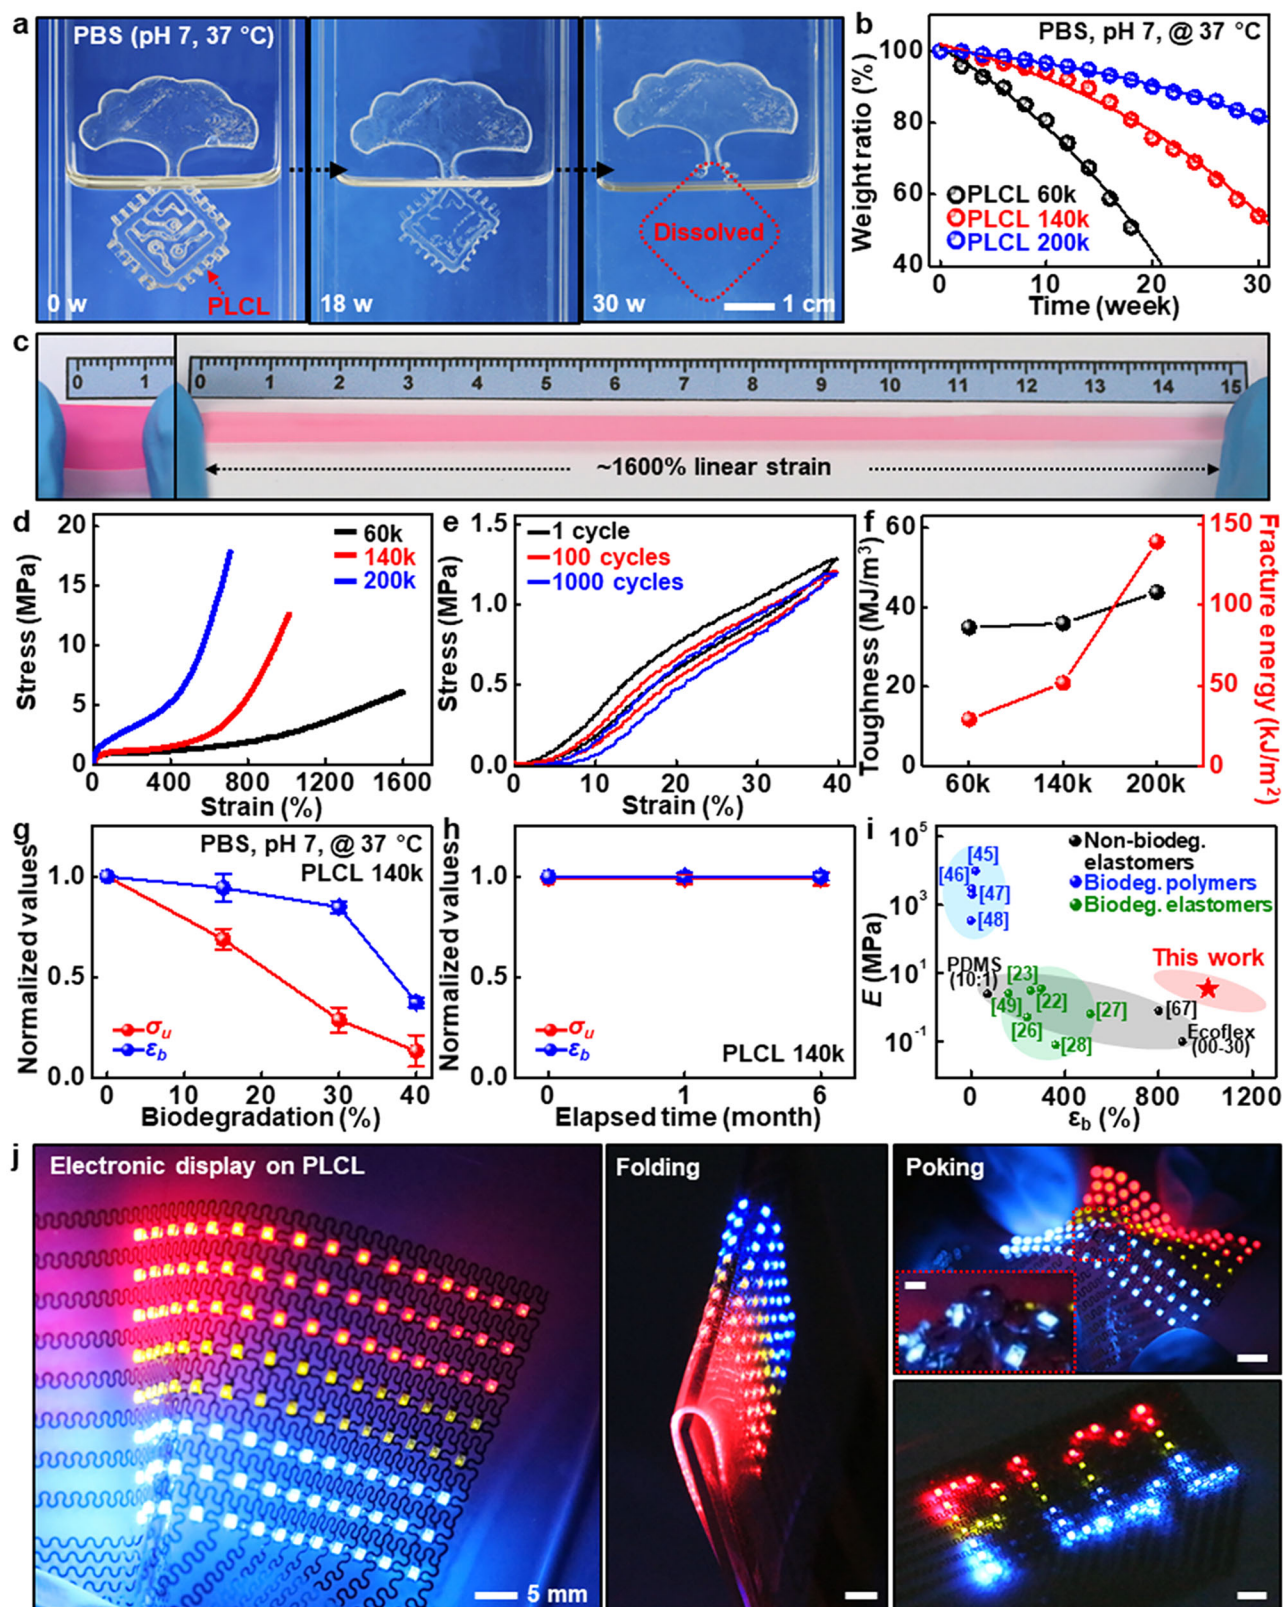 a
PBS (pH 7, 37 °C)
0 w
PLCL
18 w
30 w
Dissolved
1 cm
b
PBS, pH 7, @ 37 °C
Weight ratio (%)
100
80
60
40
PLCL 60k
PLCL 140k
PLCL 200k
0 10 20 30
Time (week)
c
0 1
0 1 2 3 4 5 6 7 8 9 10 11 12 13 14 15
~1600% linear strain
d
Stress (MPa)
20
15
10
5
0
60k
140k
200k
0 400 800 1200 1600
Strain (%)
e
Stress (MPa)
1.5
1.0
0.5
0.0
1 cycle
100 cycles
1000 cycles
0 10 20 30 40
Strain (%)
f
Toughness (MJ/m³)
60
40
20
0
Fracture energy (kJ/m²)
150
100
50
0
60k 140k 200k
g
PBS, pH 7, @ 37 °C
PLCL 140k
Normalized values
1.0
0.5
0.0
σu
εb
0 10 20 30 40
Biodegradation (%)
h
Normalized values
1.0
0.5
0.0
σu
εb
PLCL 140k
0 1 6
Elapsed time (month)
i
E (MPa)
10⁵
10³
10¹
10⁻¹
Non-biodeg.
elastomers
Biodeg. polymers
Biodeg. elastomers
[45]
[46]
[47]
[48]
This work
PDMS
(10:1)
[23]
[22]
[49]
[26]
[27]
[28]
[67]
Ecoflex
(00-30)
0 400 800 1200
εb (%)
j
Electronic display on PLCL
5 mm
Folding
Poking